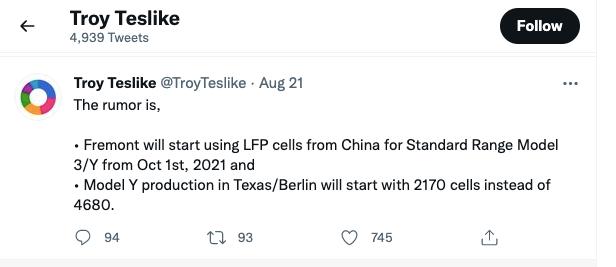 Troy Teslike
4,939 Tweets
Follow
Troy Teslike @TroyTeslike · Aug 21
The rumor is,
• Fremont will start using LFP cells from China for Standard Range Model
3/Y from Oct 1st, 2021 and
• Model Y production in Texas/Berlin will start with 2170 cells instead of
4680.
94 93 745